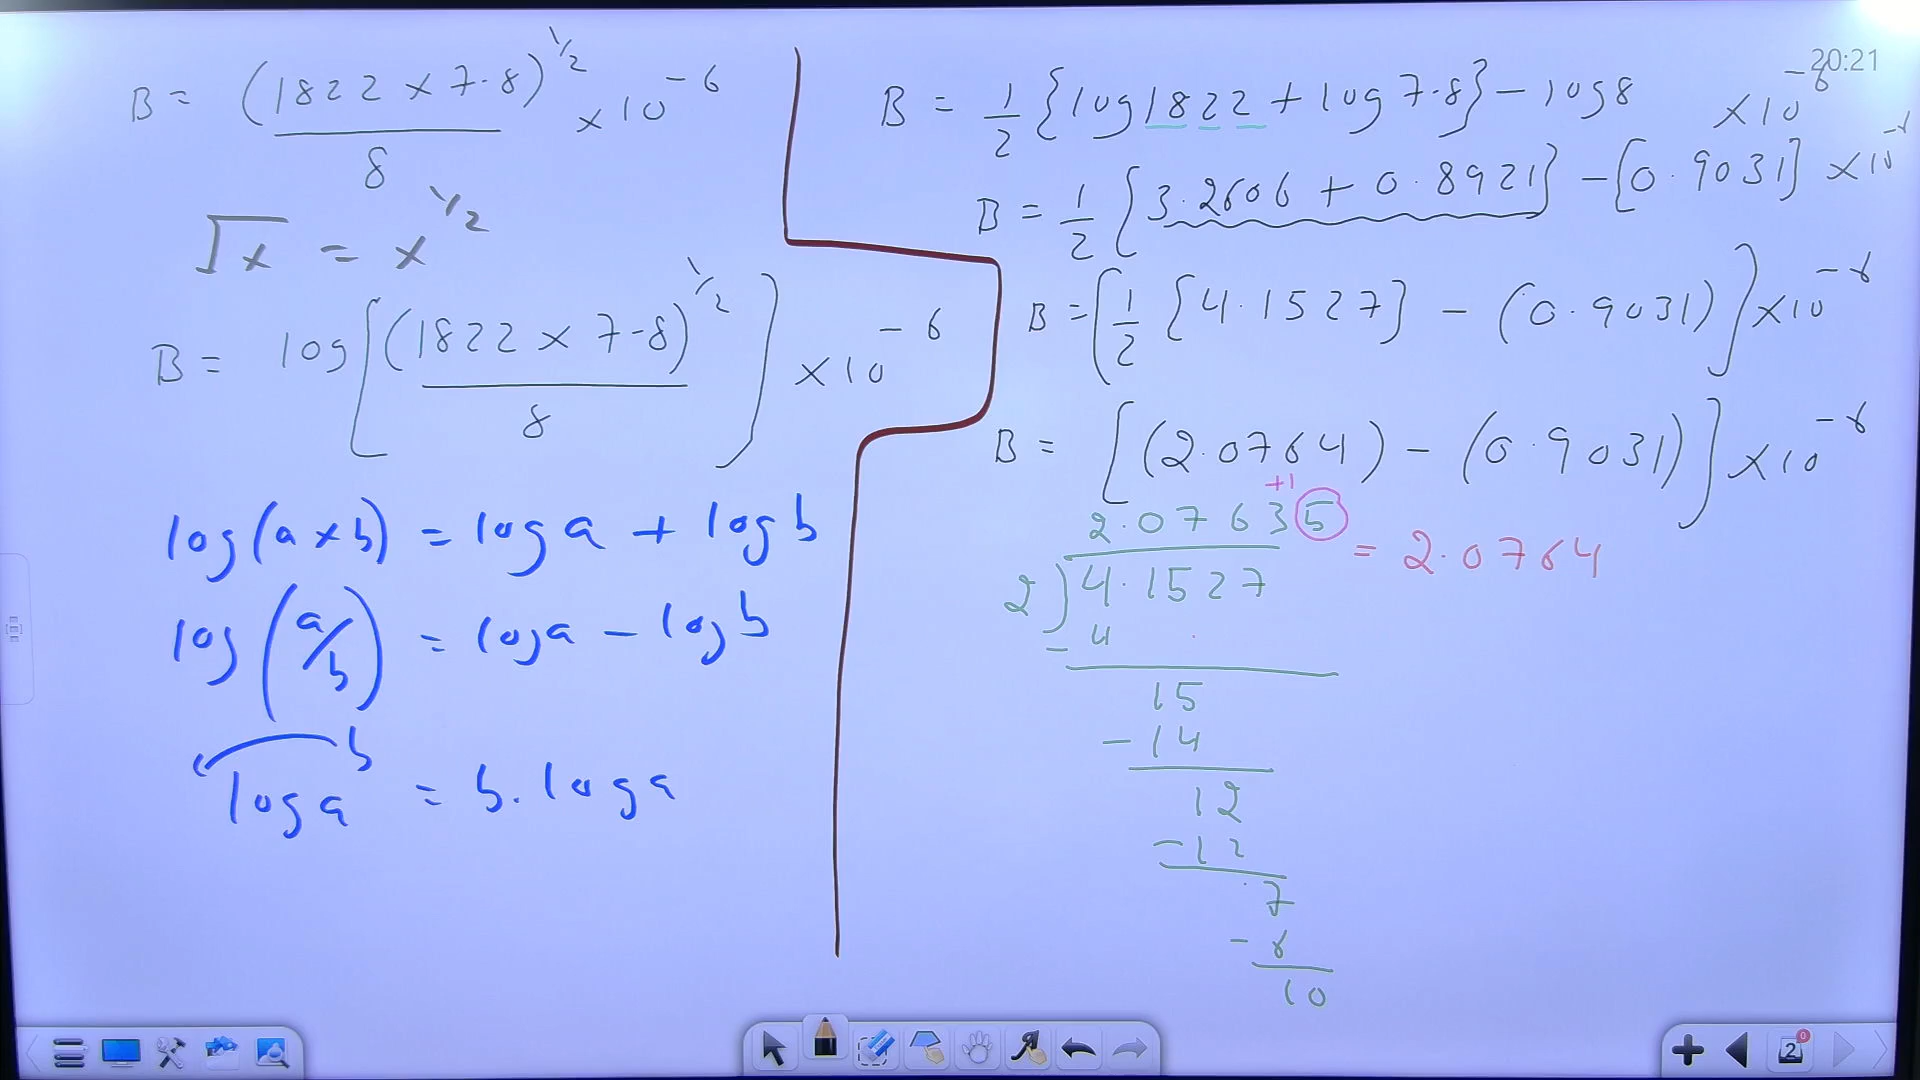 B = (1822 × 7.8)^1/2 / 8 × 10^-6
√x = x^1/2
B = log [ (1822 × 7.8)^1/2 / 8 ] × 10^-6
log(a×b) = log a + log b
log(a/b) = log a - log b
log a^b = b. log a
20:21
B = 1/2 {log 1822 + log 7.8} - log 8 × 10^-6
B = 1/2 [3.2606 + 0.8921] - [0.9031] × 10^-6
B = [1/2 [4.1527] - (0.9031)] × 10^-6
B = [(2.0764) - (0.9031)] × 10^-6
+1
2.07635 = 2.0764
2) 4.1527
- 4
15
- 14
12
- 12
7
- 6
10
2
0